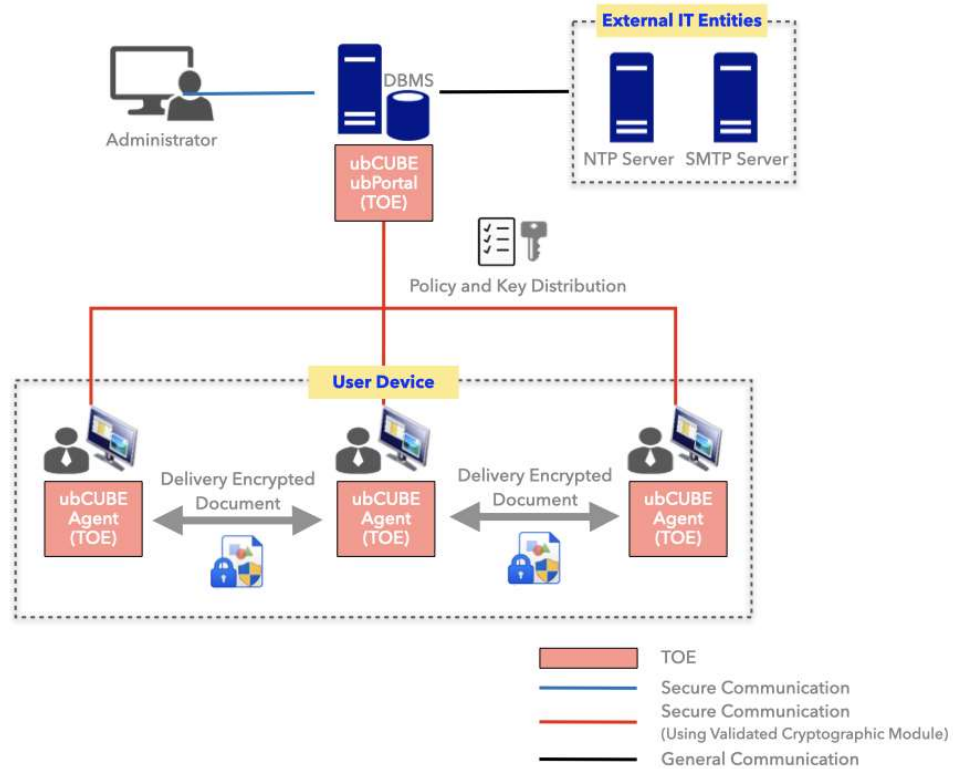 External IT Entities
DBMS
Administrator
NTP Server
SMTP Server
ubCUBE
ubPortal
(TOE)
Policy and Key Distribution
User Device
ubCUBE
Agent
(TOE)
Delivery Encrypted
Document
ubCUBE
Agent
(TOE)
Delivery Encrypted
Document
ubCUBE
Agent
(TOE)
TOE
Secure Communication
Secure Communication
(Using Validated Cryptographic Module)
General Communication